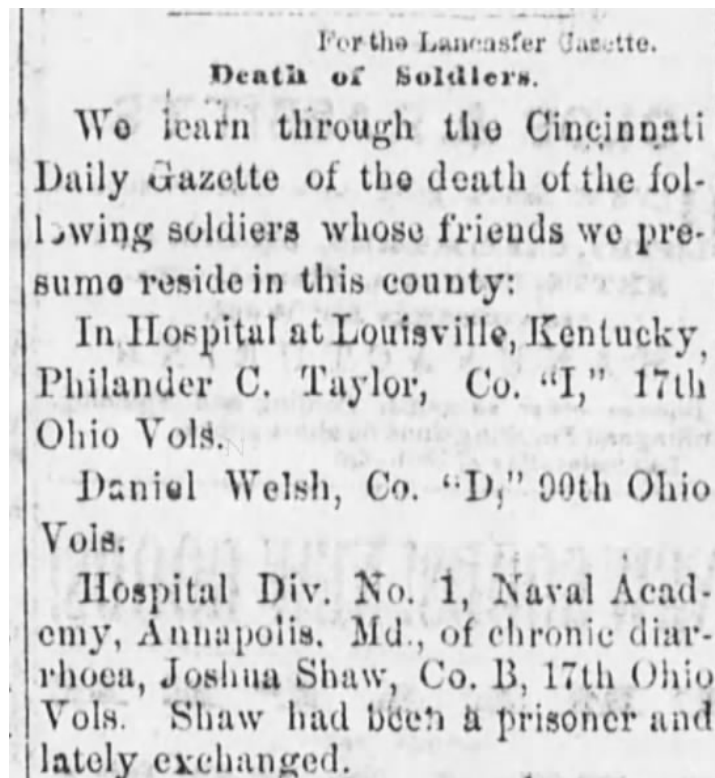 For the Lancaster Gazette.
Death of Soldiers.
We learn through the Cincinnati
Daily Gazette of the death of the fol-
lowing soldiers whose friends we pre-
sume reside in this county:
In Hospital at Louisville, Kentucky,
Philander C. Taylor, Co. "I," 17th
Ohio Vols.
Daniel Welsh, Co. "D," 90th Ohio
Vols.
Hospital Div. No. 1, Naval Acad-
emy, Annapolis. Md., of chronic diar-
rhoea, Joshua Shaw, Co. B, 17th Ohio
Vols. Shaw had been a prisoner and
lately exchanged.